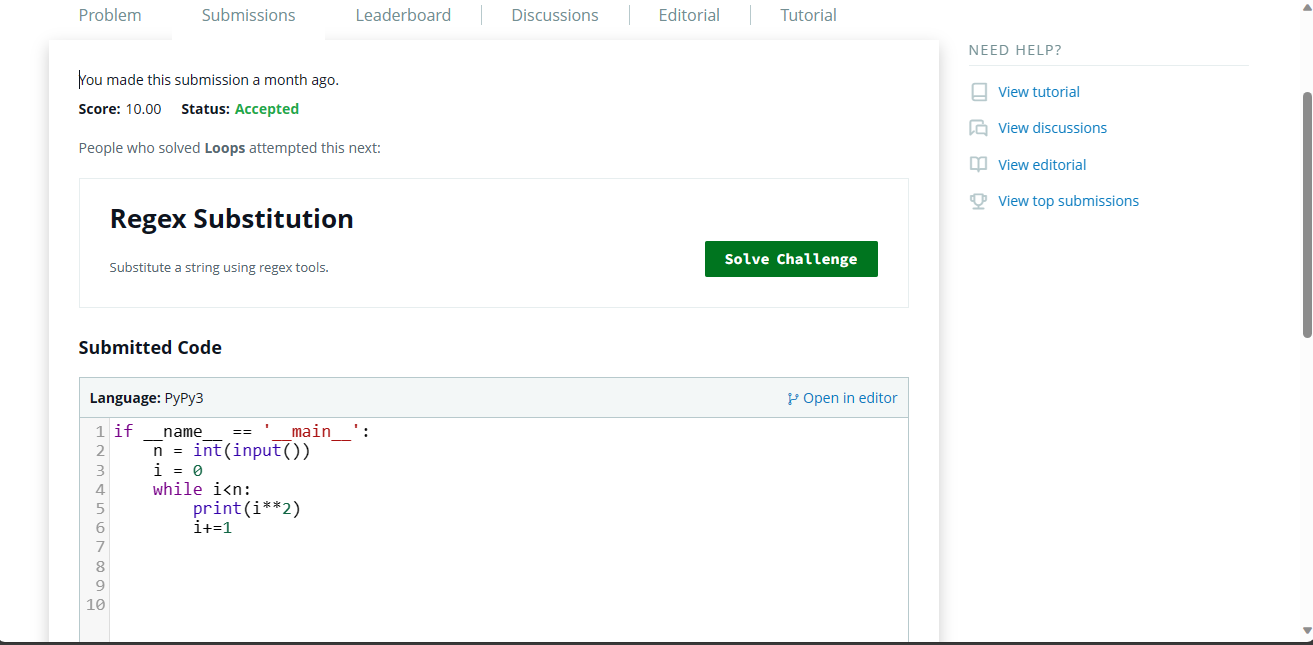 Problem Submissions Leaderboard Discussions Editorial Tutorial
You made this submission a month ago.
Score: 10.00 Status: Accepted
People who solved Loops attempted this next:
Regex Substitution
Substitute a string using regex tools.
Solve Challenge
Submitted Code
Language: PyPy3 Open in editor
1 if __name__ == '__main__':
2     n = int(input())
3     i = 0
4     while i<n:
5         print(i**2)
6         i+=1
7
8
9
10
NEED HELP?
View tutorial
View discussions
View editorial
View top submissions